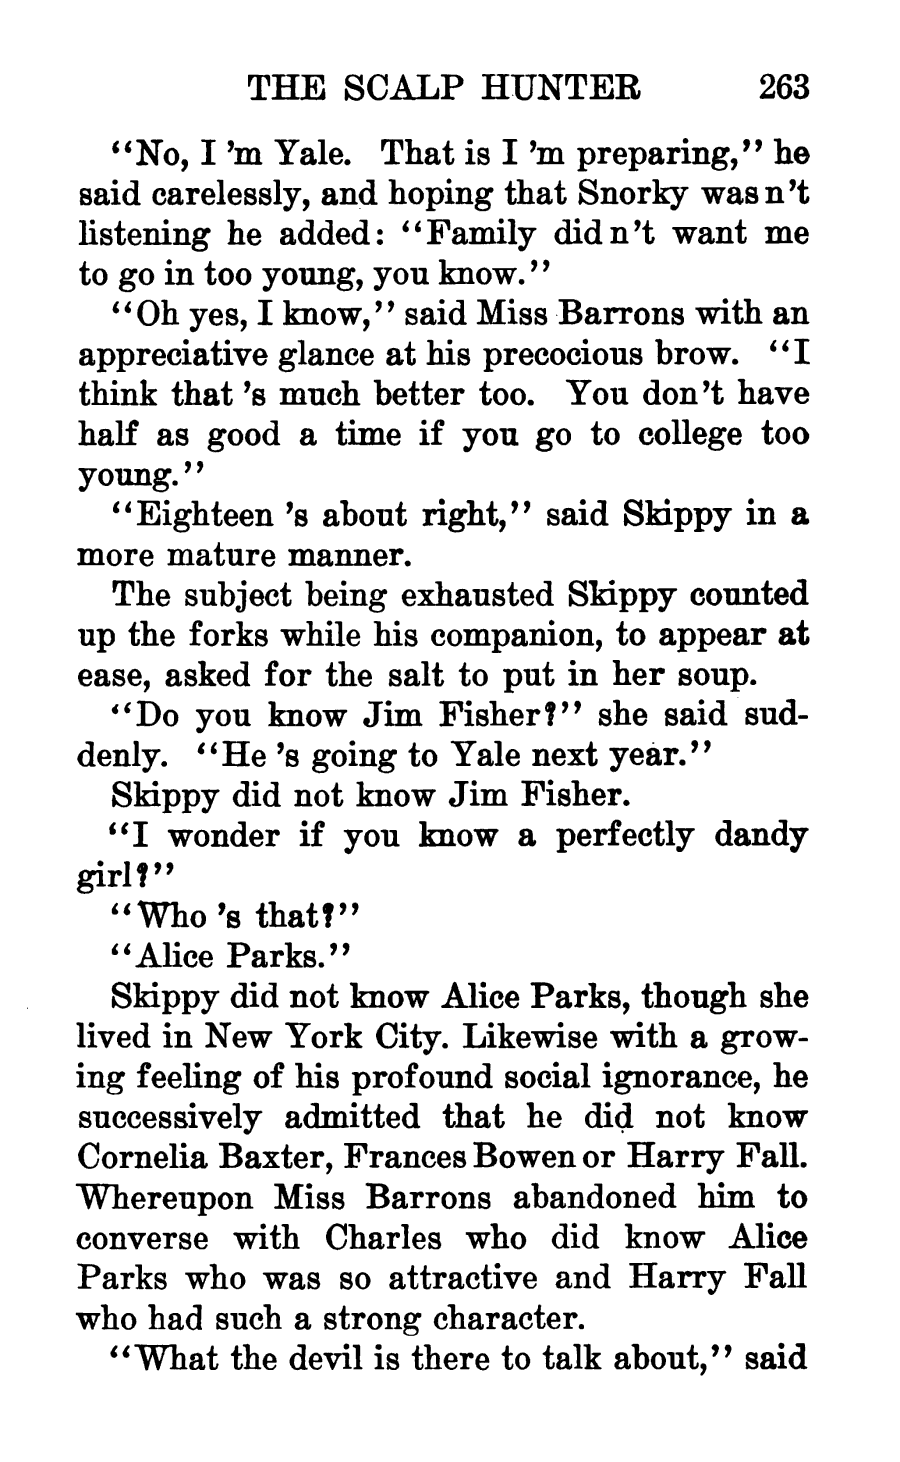 THE SCALP HUNTER 263
“No, I ’m Yale. That is I ’m preparing,” he
said carelessly, and hoping that Snorky was n’t
listening he added: “Family did n’t want me
to go in too young, you know.”
“Oh yes, I know,” said Miss Barrons with an
appreciative glance at his precocious brow. “I
think that ’s much better too. You don’t have
half as good a time if you go to college too
young.”
“Eighteen ’s about right,” said Skippy in a
more mature manner.
The subject being exhausted Skippy counted
up the forks while his companion, to appear at
ease, asked for the salt to put in her soup.
“Do you know Jim Fisher?” she said sud-
denly. “He ’s going to Yale next year.”
Skippy did not know Jim Fisher.
“I wonder if you know a perfectly dandy
girl?”
“Who ’s that?”
“Alice Parks.”
Skippy did not know Alice Parks, though she
lived in New York City. Likewise with a grow-
ing feeling of his profound social ignorance, he
successively admitted that he did not know
Cornelia Baxter, Frances Bowen or Harry Fall.
Whereupon Miss Barrons abandoned him to
converse with Charles who did know Alice
Parks who was so attractive and Harry Fall
who had such a strong character.
“What the devil is there to talk about,” said